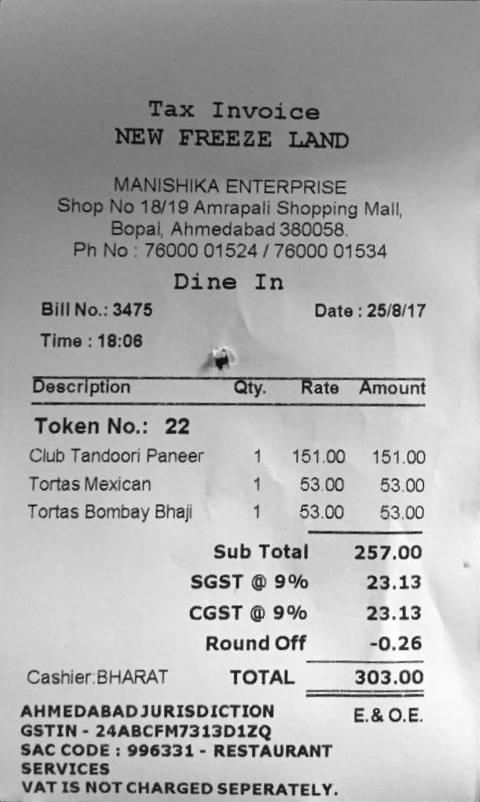 Tax Invoice
NEW FREEZE LAND
MANISHIKA ENTERPRISE
Shop No 18/19 Amrapali Shopping Mall,
Bopal, Ahmedabad 380058.
Ph No : 76000 01524 / 76000 01534
Dine In
Bill No.: 3475 Date : 25/8/17
Time : 18:06
Description Qty. Rate Amount
Token No.: 22
Club Tandoori Paneer 1 151.00 151.00
Tortas Mexican 1 53.00 53.00
Tortas Bombay Bhaji 1 53.00 53.00
Sub Total 257.00
SGST @ 9% 23.13
CGST @ 9% 23.13
Round Off -0.26
Cashier:BHARAT TOTAL 303.00
AHMEDABAD JURISDICTION E.& O.E.
GSTIN - 24ABCFM7313D1ZQ
SAC CODE : 996331 - RESTAURANT
SERVICES
VAT IS NOT CHARGED SEPERATELY.